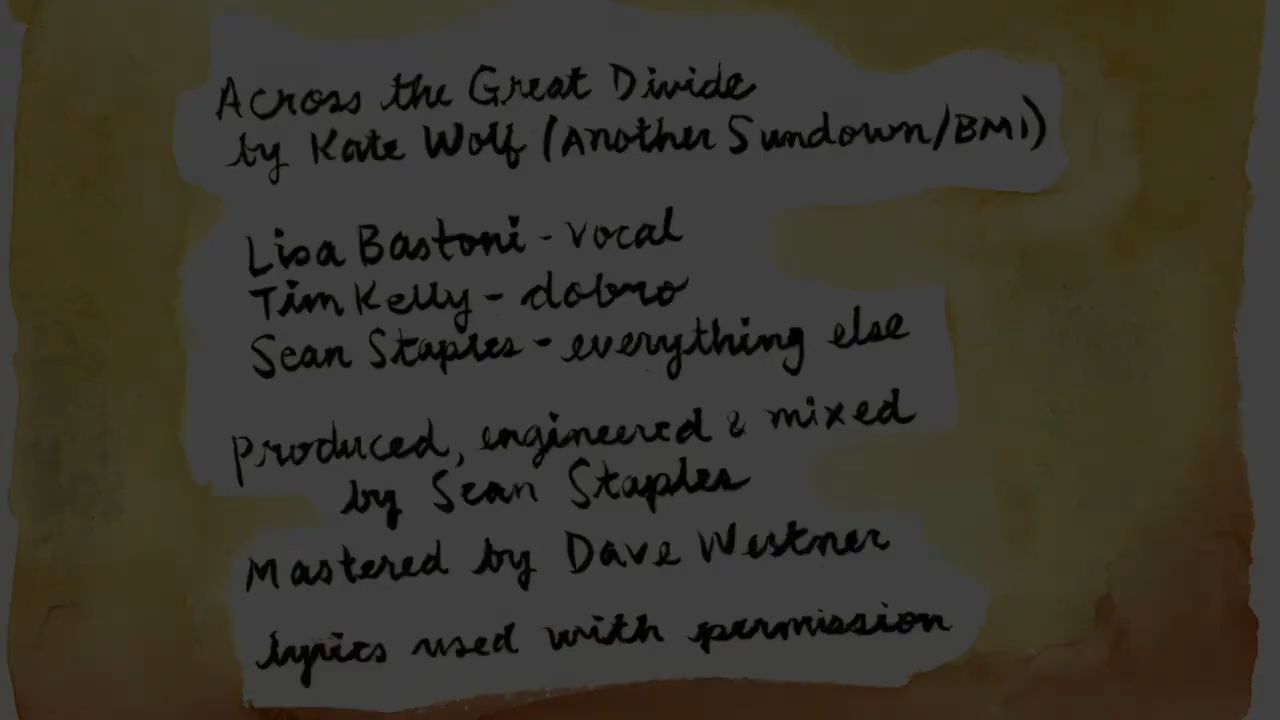 Across the Great Divide
by Kate Wolf (Another Sundown/BMI)
Lisa Bastoni - vocal
Tim Kelly - dobro
Sean Staples - everything else
produced, engineered & mixed
by Sean Staples
Mastered by Dave Westner
lyrics used with permission